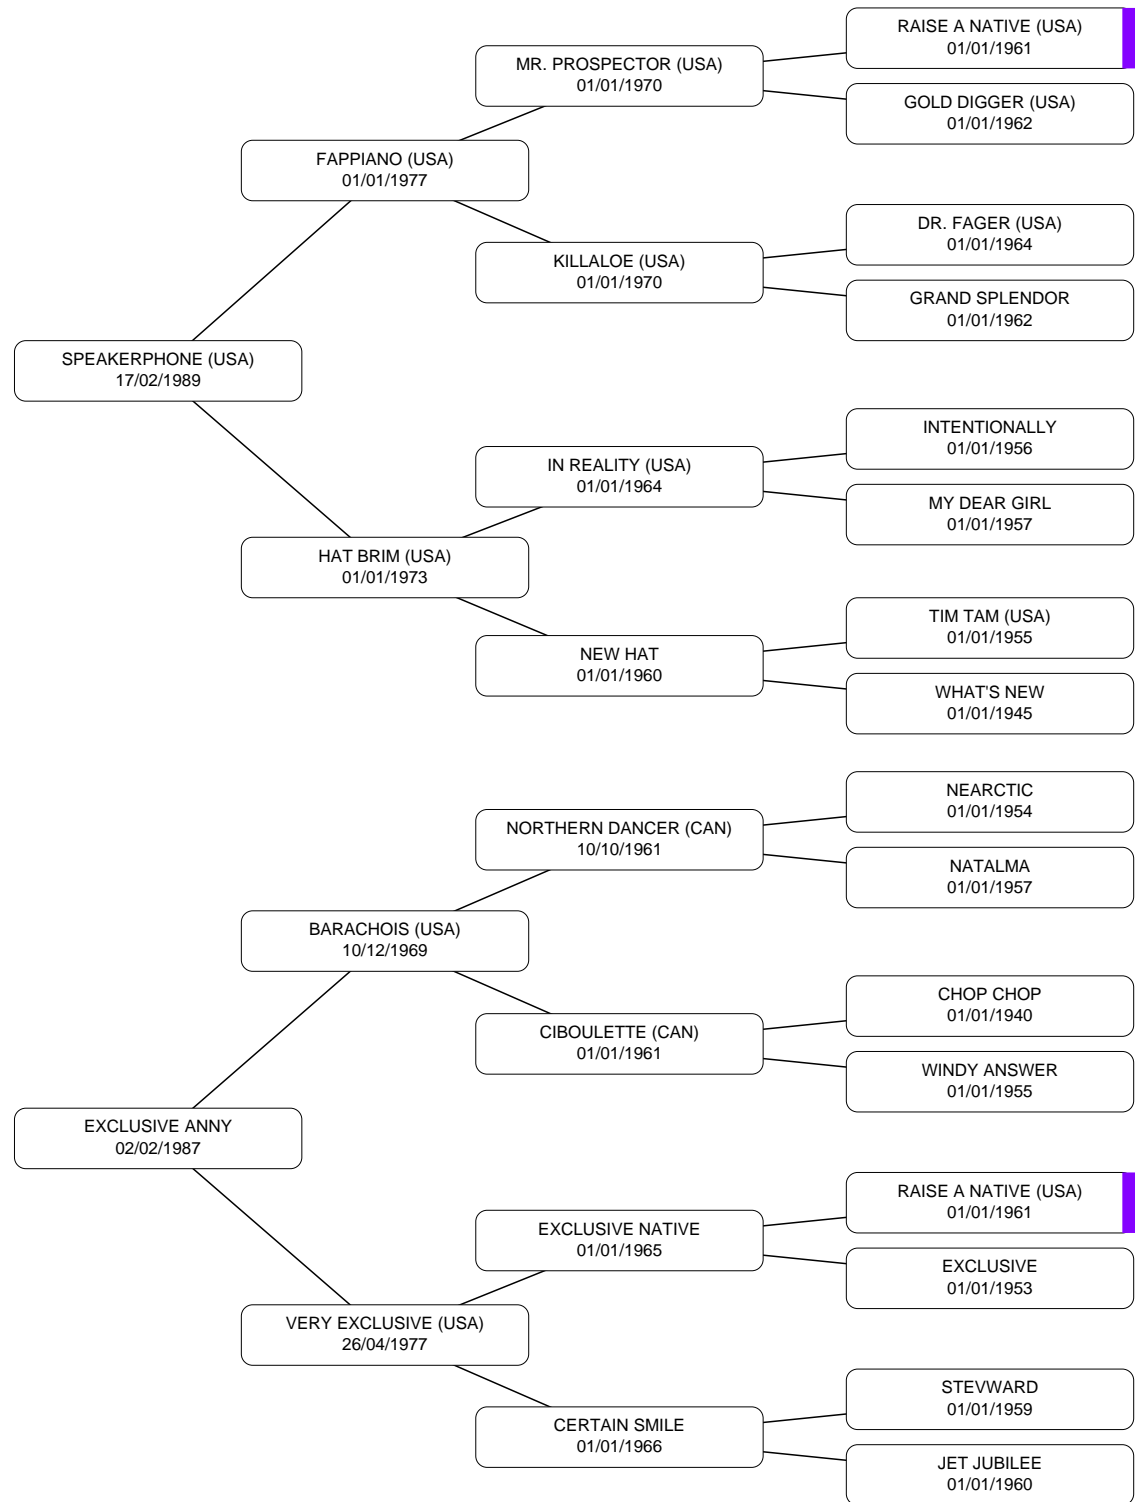 RAISE A NATIVE (USA)
01/01/1961
MR. PROSPECTOR (USA)
01/01/1970
GOLD DIGGER (USA)
01/01/1962
FAPPIANO (USA)
01/01/1977
DR. FAGER (USA)
01/01/1964
KILLALOE (USA)
01/01/1970
GRAND SPLENDOR
01/01/1962
SPEAKERPHONE (USA)
17/02/1989
INTENTIONALLY
01/01/1956
IN REALITY (USA)
01/01/1964
MY DEAR GIRL
01/01/1957
HAT BRIM (USA)
01/01/1973
TIM TAM (USA)
01/01/1955
NEW HAT
01/01/1960
WHAT'S NEW
01/01/1945
NEARCTIC
01/01/1954
NORTHERN DANCER (CAN)
10/10/1961
NATALMA
01/01/1957
BARACHOIS (USA)
10/12/1969
CHOP CHOP
01/01/1940
CIBOULETTE (CAN)
01/01/1961
WINDY ANSWER
01/01/1955
EXCLUSIVE ANNY
02/02/1987
RAISE A NATIVE (USA)
01/01/1961
EXCLUSIVE NATIVE
01/01/1965
EXCLUSIVE
01/01/1953
VERY EXCLUSIVE (USA)
26/04/1977
STEVWARD
01/01/1959
CERTAIN SMILE
01/01/1966
JET JUBILEE
01/01/1960